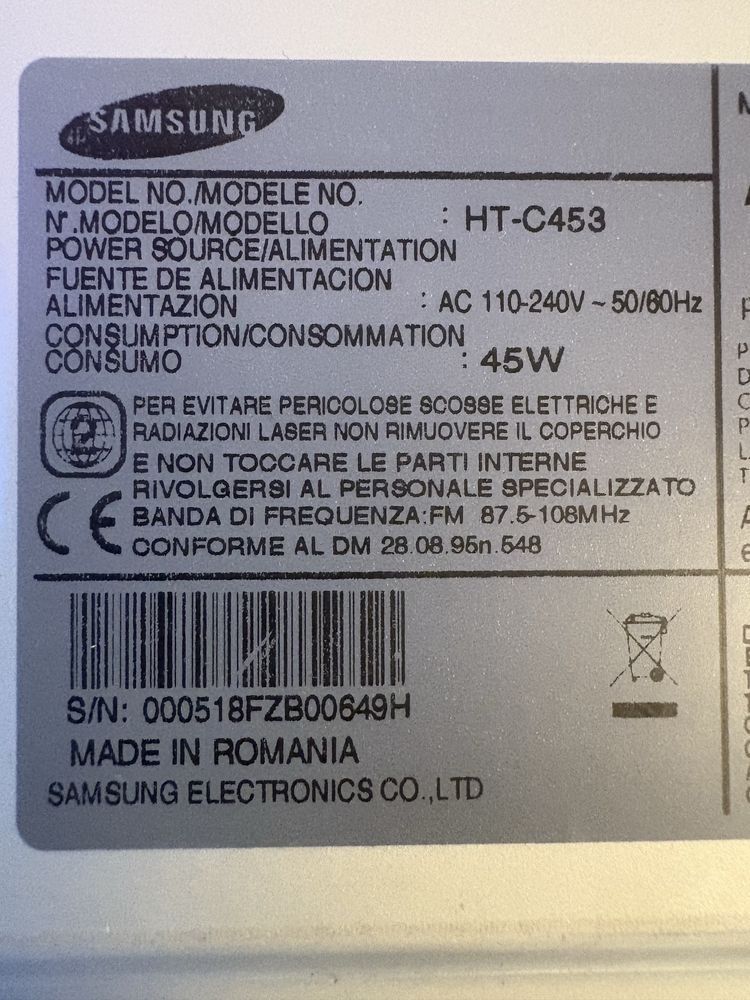 SAMSUNG
MODEL NO./MODELE NO.
N°.MODELO/MODELLO : HT-C453
POWER SOURCE/ALIMENTATION
FUENTE DE ALIMENTACION
ALIMENTAZION : AC 110-240V ~ 50/60Hz
CONSUMPTION/CONSOMMATION
CONSUMO : 45W
PER EVITARE PERICOLOSE SCOSSE ELETTRICHE E
RADIAZIONI LASER NON RIMUOVERE IL COPERCHIO
E NON TOCCARE LE PARTI INTERNE
RIVOLGERSI AL PERSONALE SPECIALIZZATO
BANDA DI FREQUENZA:FM 87.5-108MHz
CONFORME AL DM 28.08.95n.548
CE
S/N: 000518FZB00649H
MADE IN ROMANIA
SAMSUNG ELECTRONICS CO.,LTD